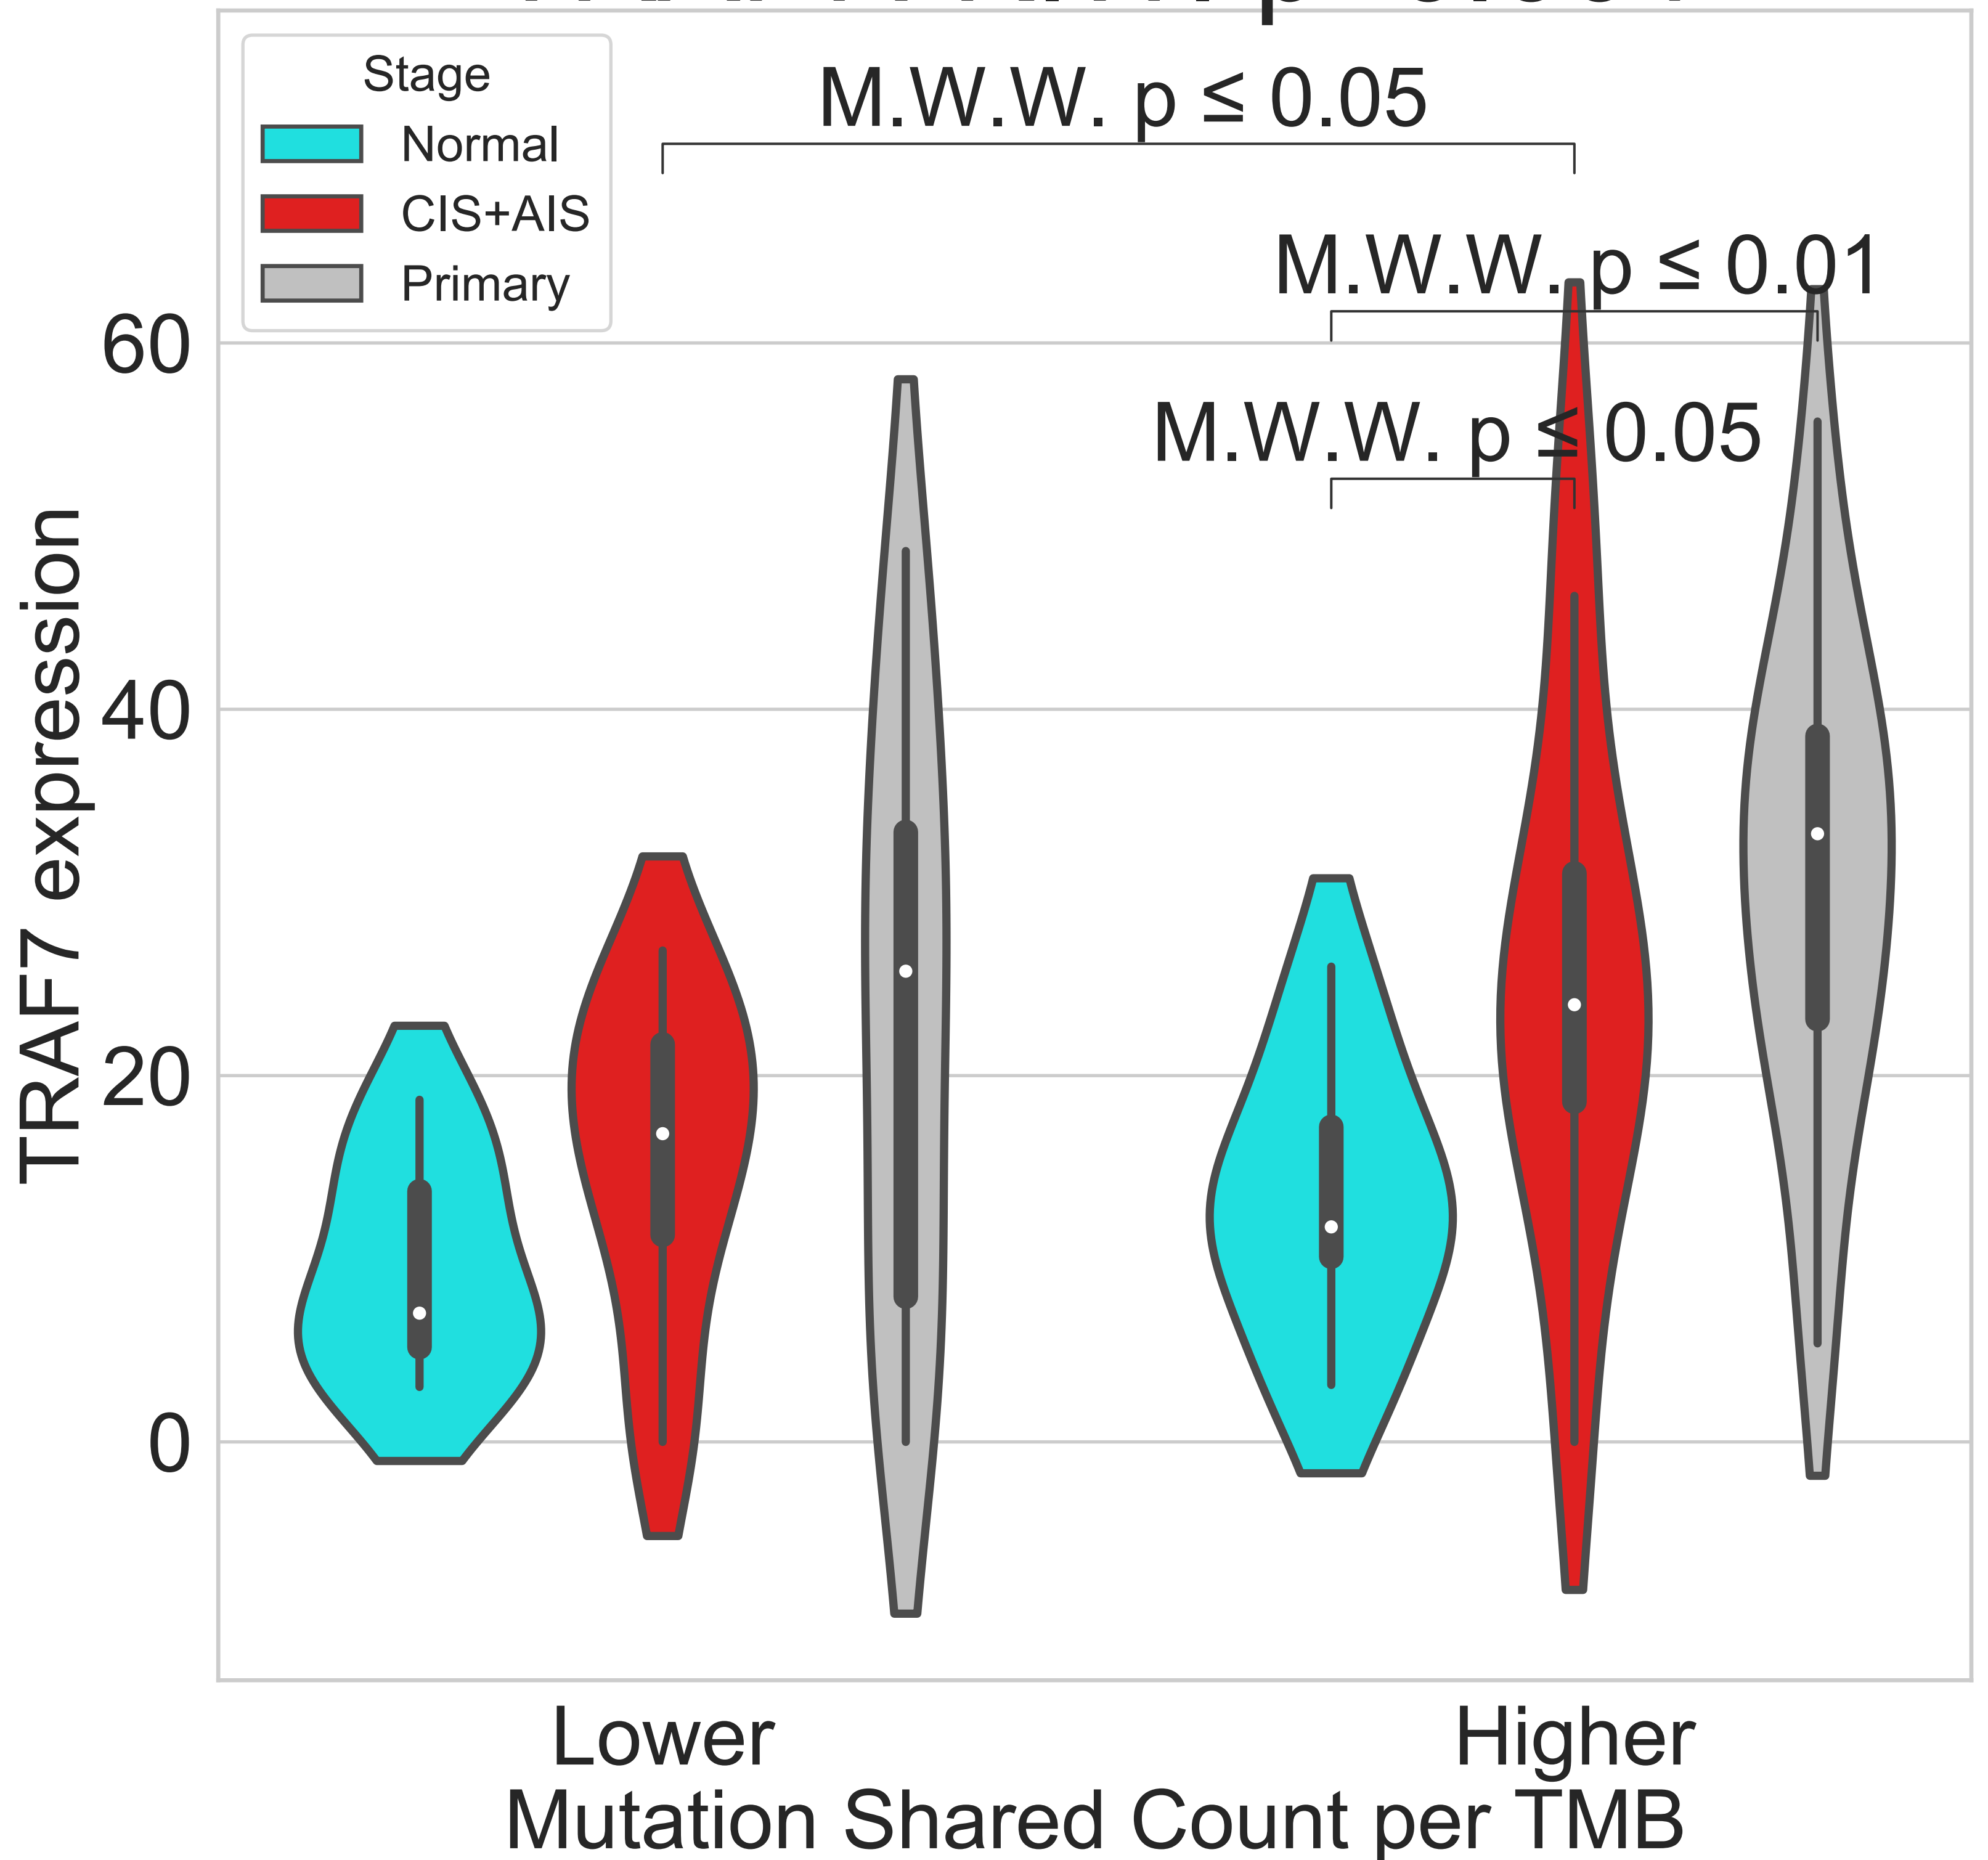 Stage
Normal
CIS+AIS
Primary
M.W.W. p ≤ 0.05
M.W.W. p ≤ 0.01
M.W.W. p ≤ 0.05
60
40
20
0
TRAF7 expression
Lower
Higher
Mutation Shared Count per TMB